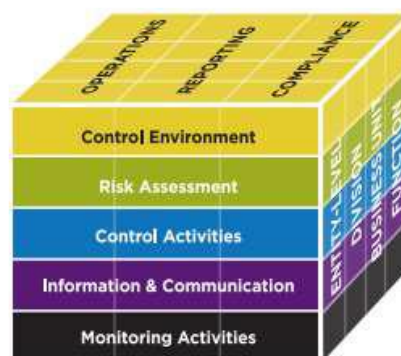 OPERATIONS
REPORTING
COMPLIANCE
Control Environment
Risk Assessment
Control Activities
Information & Communication
Monitoring Activities
ENTITY-LEVEL
DIVISION
BUSINESS UNIT
FUNCTION